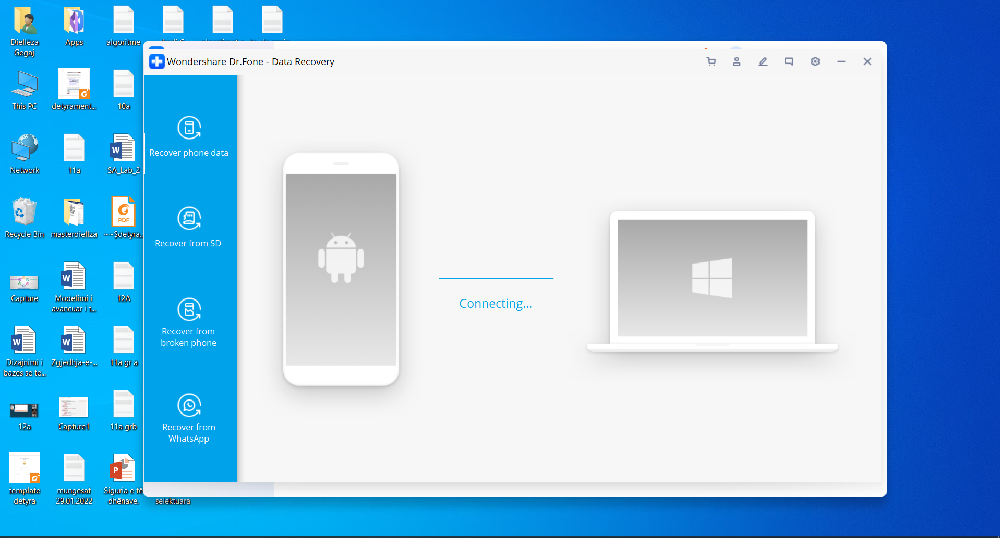 Diellëza
Gegaj
Apps
algoritme
This PC
detyrament...
10a
Network
11a
SA_Lab_2
Recycle Bin
masterdiellza
~~$detyra...
PDF
Capture
Modelimi i
avancuar i t...
12A
Dizajnimi i
bazes se te...
Zgjedhja-e-...
11a gr a
12a
Capture1
11a grb
template
detyra
mungesat
29.01.2022
Siguria e të
dhënave.
selektuara
Wondershare Dr.Fone - Data Recovery
Recover phone data
Recover from SD
Recover from
broken phone
Recover from
WhatsApp
Connecting...